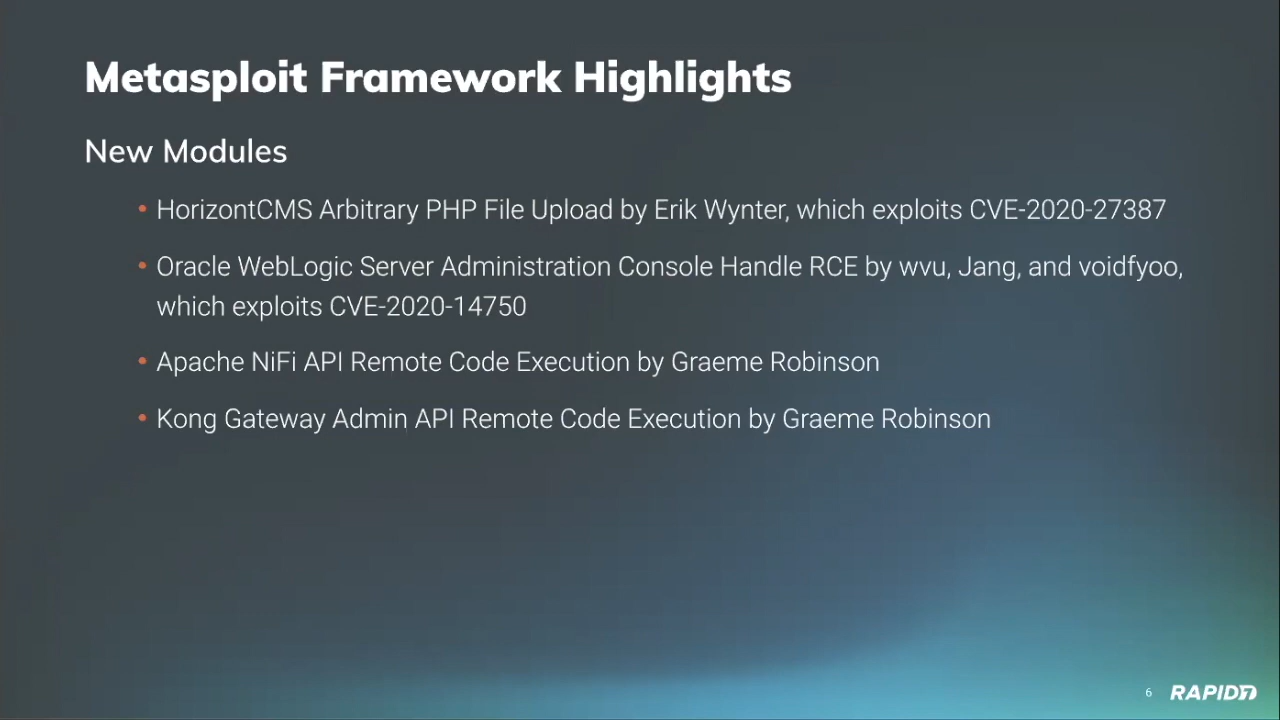 Metasploit Framework Highlights
New Modules
• HorizontCMS Arbitrary PHP File Upload by Erik Wynter, which exploits CVE-2020-27387
• Oracle WebLogic Server Administration Console Handle RCE by wvu, Jang, and voidfyoo,
which exploits CVE-2020-14750
• Apache NiFi API Remote Code Execution by Graeme Robinson
• Kong Gateway Admin API Remote Code Execution by Graeme Robinson
6 RAPID7